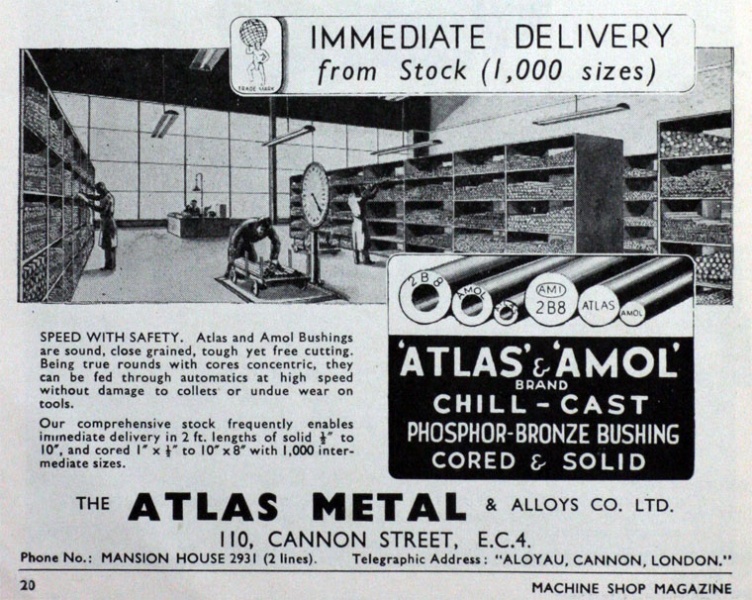 IMMEDIATE DELIVERY
from Stock (1,000 sizes)
TRADE MARK
2B8
AMOL
AMI
2B8
ATLAS
AMOL
SPEED WITH SAFETY. Atlas and Amol Bushings
are sound, close grained, tough yet free cutting.
Being true rounds with cores concentric, they
can be fed through automatics at high speed
without damage to collets or undue wear on
tools.
Our comprehensive stock frequently enables
immediate delivery in 2 ft. lengths of solid ½" to
10", and cored 1" x ½" to 10" x 8" with 1,000 inter-
mediate sizes.
'ATLAS' & 'AMOL'
BRAND
CHILL-CAST
PHOSPHOR-BRONZE BUSHING
CORED & SOLID
THE ATLAS METAL & ALLOYS CO. LTD.
110, CANNON STREET, E.C.4.
Phone No.: MANSION HOUSE 2931 (2 lines). Telegraphic Address: "ALOYAU, CANNON, LONDON."
20 MACHINE SHOP MAGAZINE